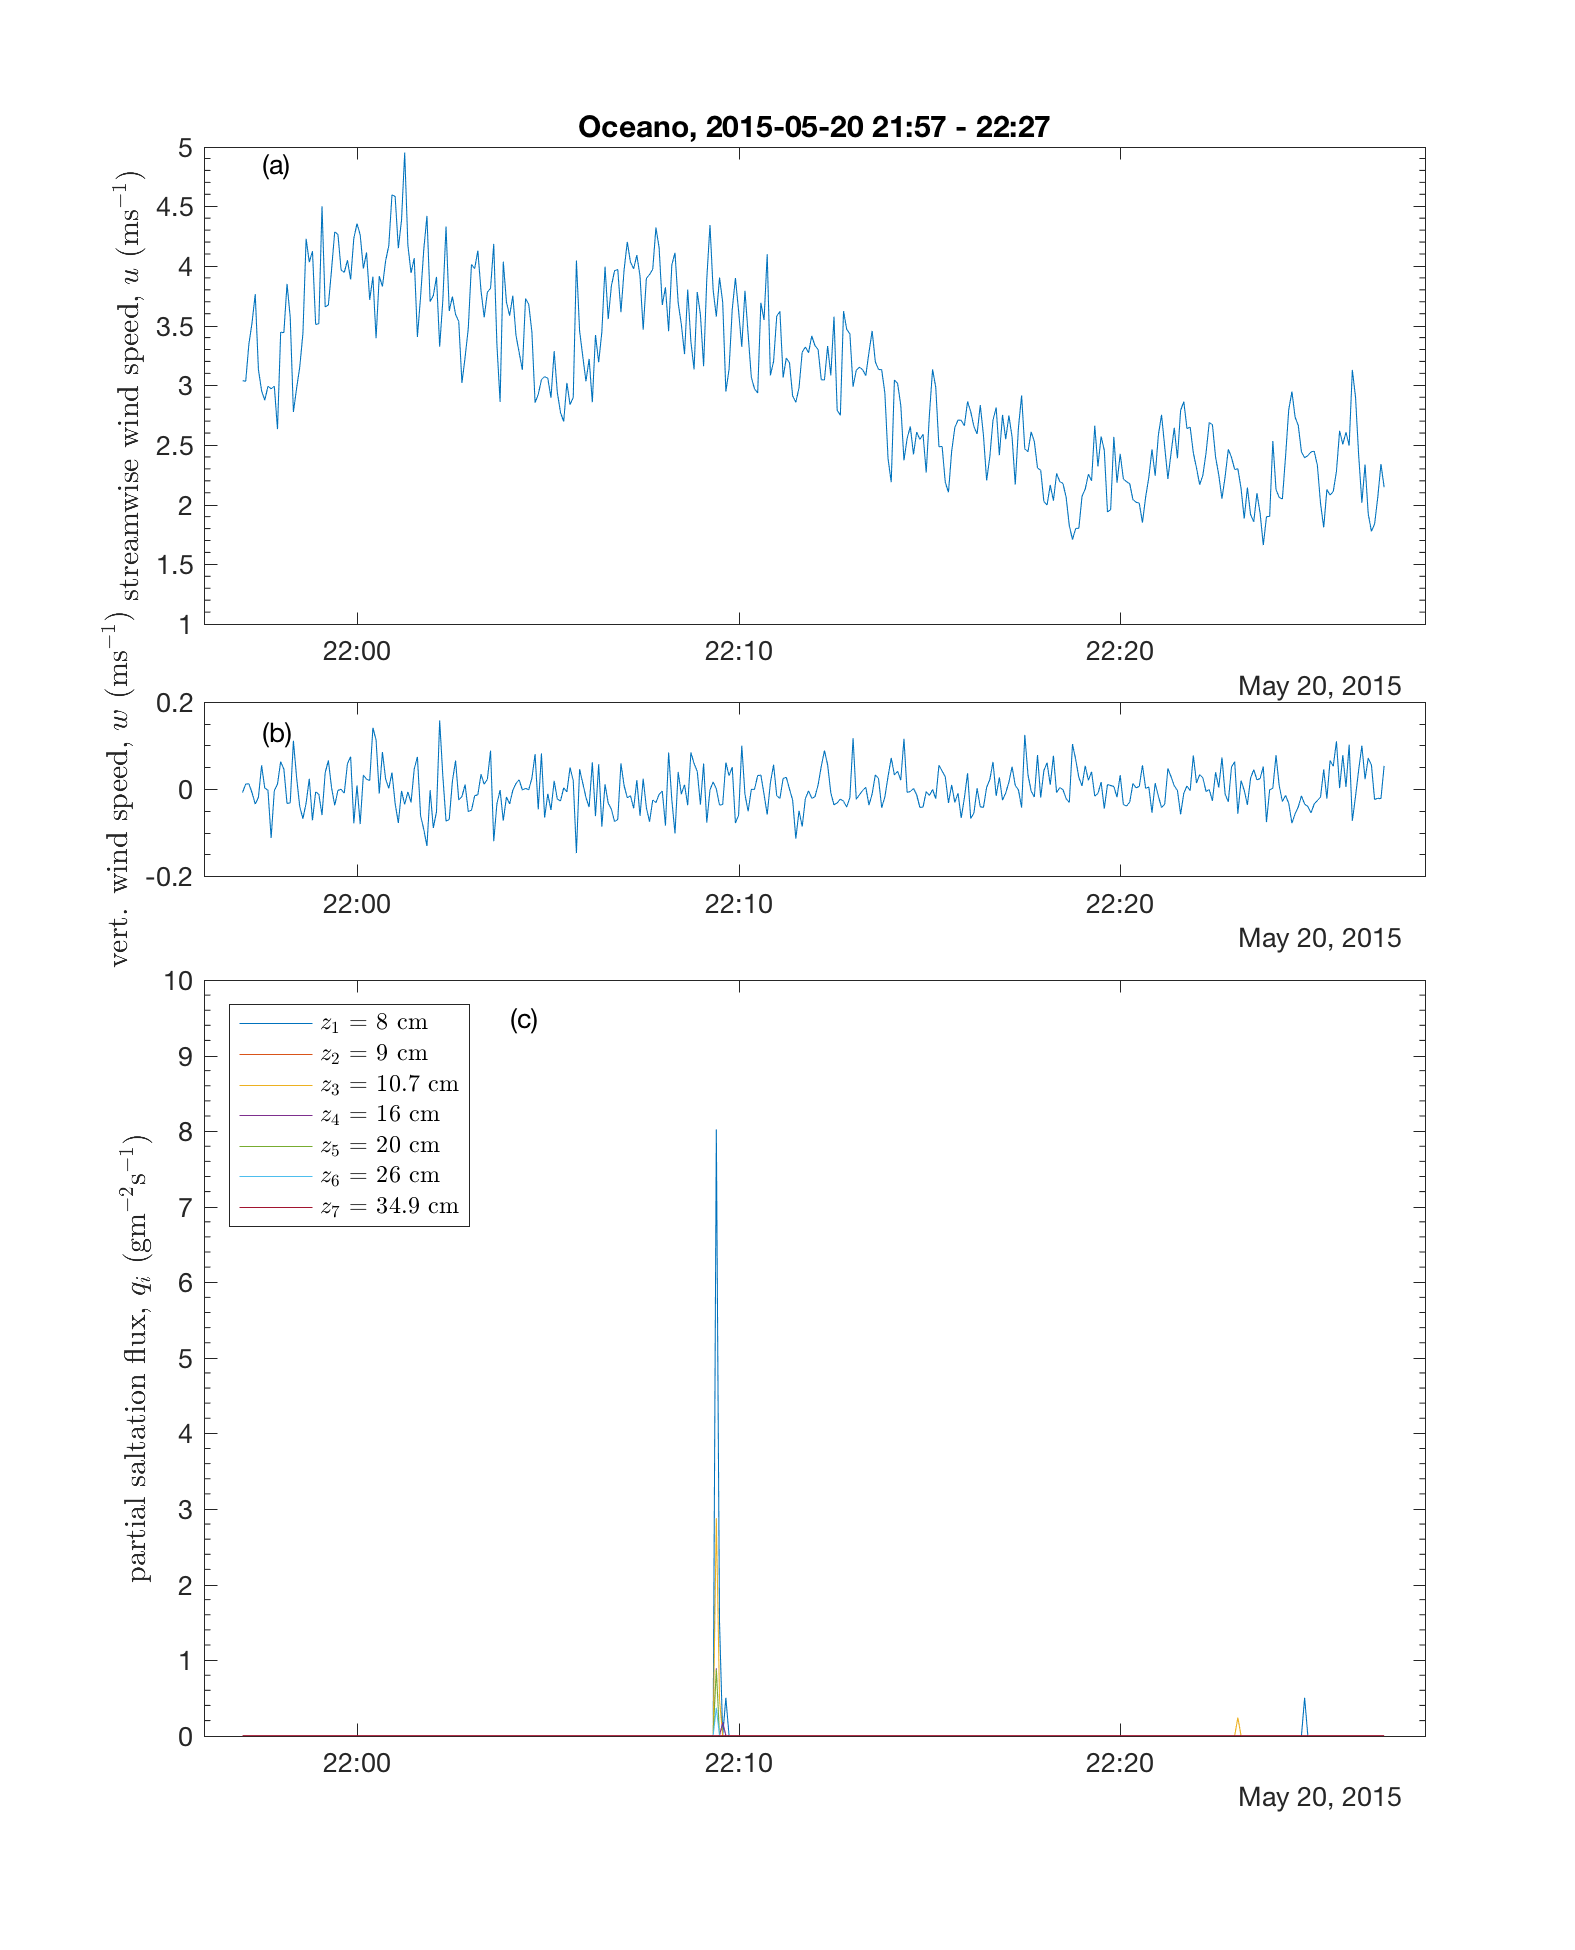 Oceano, 2015-05-20 21:57 - 22:27
(a)
streamwise wind speed, u (ms⁻¹)
5
4.5
4
3.5
3
2.5
2
1.5
1
22:00 22:10 22:20
May 20, 2015
(b)
vert. wind speed, w (ms⁻¹)
0.2
0
-0.2
22:00 22:10 22:20
May 20, 2015
(c)
partial saltation flux, qᵢ (gm⁻²s⁻¹)
10
9
8
7
6
5
4
3
2
1
0
z₁ = 8 cm
z₂ = 9 cm
z₃ = 10.7 cm
z₄ = 16 cm
z₅ = 20 cm
z₆ = 26 cm
z₇ = 34.9 cm
22:00 22:10 22:20
May 20, 2015